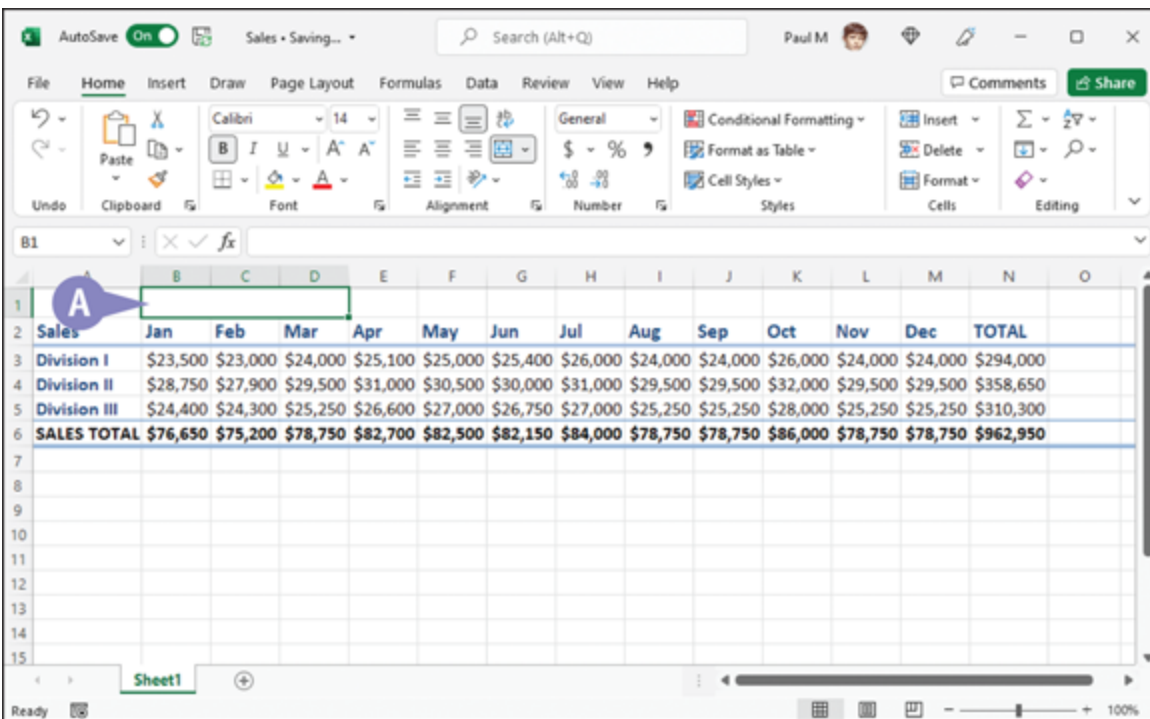 AutoSave On Sales • Saving... Search (Alt+Q) Paul M
File Home Insert Draw Page Layout Formulas Data Review View Help Comments Share
Calibri 14 General Conditional Formatting Insert
Paste B I U A A $ % 9 Format as Table Delete
A Cell Styles Format
Undo Clipboard Font Alignment Number Styles Cells Editing
B1 fx
A B C D E F G H I J K L M N O
1 A
2 Sales Jan Feb Mar Apr May Jun Jul Aug Sep Oct Nov Dec TOTAL
3 Division I $23,500 $23,000 $24,000 $25,100 $25,000 $25,400 $26,000 $24,000 $24,000 $26,000 $24,000 $24,000 $294,000
4 Division II $28,750 $27,900 $29,500 $31,000 $30,500 $30,000 $31,000 $29,500 $29,500 $32,000 $29,500 $29,500 $358,650
5 Division III $24,400 $24,300 $25,250 $26,600 $27,000 $26,750 $27,000 $25,250 $25,250 $28,000 $25,250 $25,250 $310,300
6 SALES TOTAL $76,650 $75,200 $78,750 $82,700 $82,500 $82,150 $84,000 $78,750 $78,750 $86,000 $78,750 $78,750 $962,950
7
8
9
10
11
12
13
14
15
Sheet1
Ready 100%